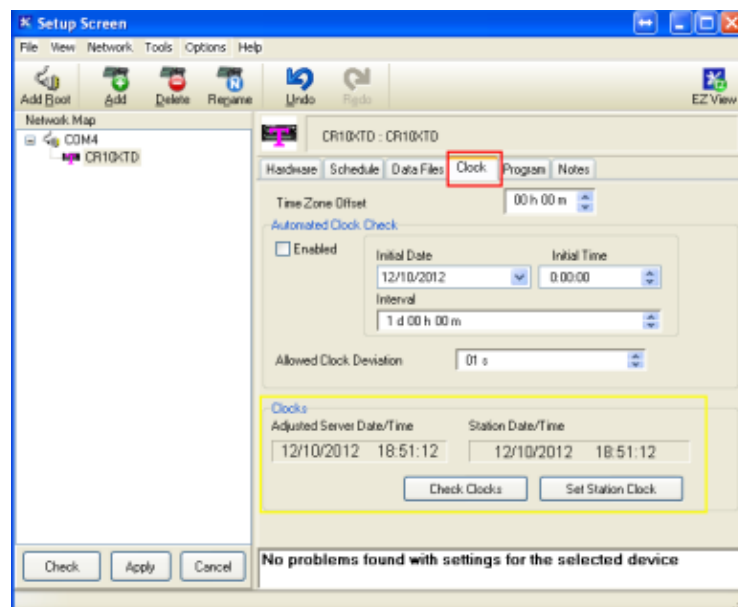 Setup Screen
File View Network Tools Options Help
Add Root Add Delete Rename Undo Redo EZ View
Network Map
COM4
CR10XTD
CR10XTD : CR10XTD
Hardware Schedule Data Files Clock Program Notes
Time Zone Offset 00 h 00 m
Automated Clock Check
Enabled
Initial Date Initial Time
12/10/2012 0:00:00
Interval
1 d 00 h 00 m
Allowed Clock Deviation 01 s
Clocks
Adjusted Server Date/Time Station Date/Time
12/10/2012 18:51:12 12/10/2012 18:51:12
Check Clocks Set Station Clock
Check Apply Cancel
No problems found with settings for the selected device